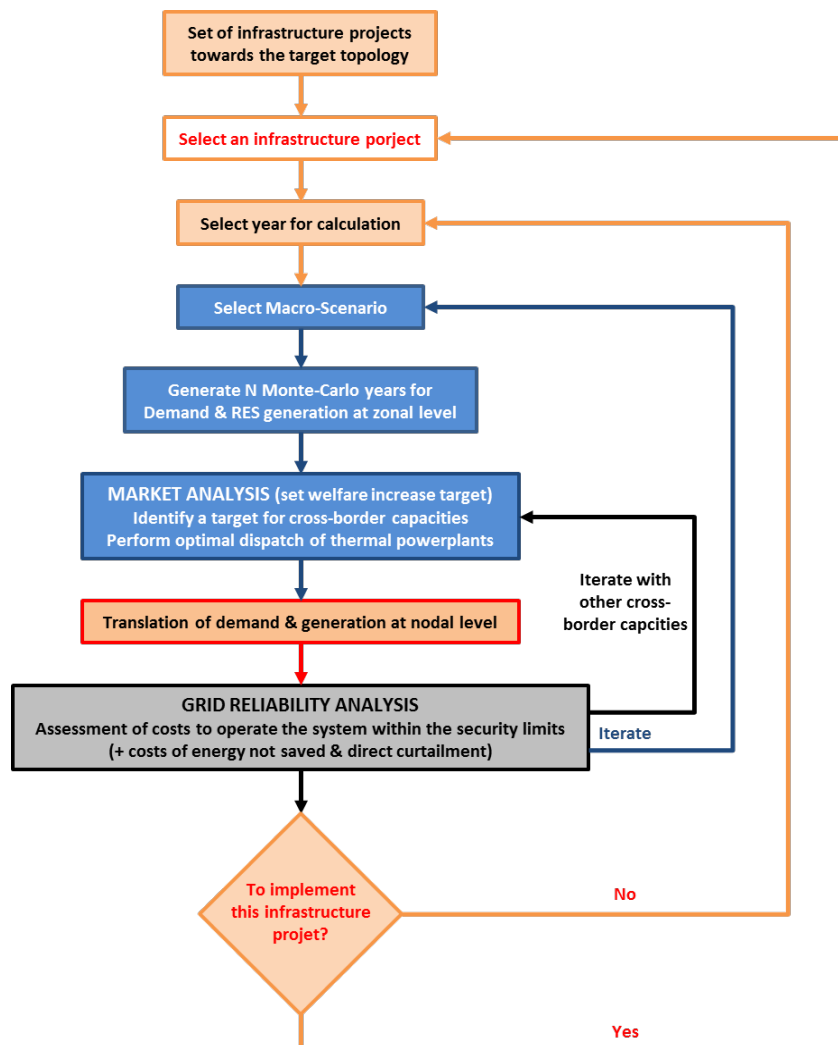 Set of infrastructure projects
towards the target topology
Select an infrastructure porject
Select year for calculation
Select Macro-Scenario
Generate N Monte-Carlo years for
Demand & RES generation at zonal level
MARKET ANALYSIS (set welfare increase target)
Identify a target for cross-border capacities
Perform optimal dispatch of thermal powerplants
Iterate with
other cross-
border capcities
Translation of demand & generation at nodal level
GRID RELIABILITY ANALYSIS
Assessment of costs to operate the system within the security limits
(+ costs of energy not saved & direct curtailment)
Iterate
To implement
this infrastructure
projet?
No
Yes